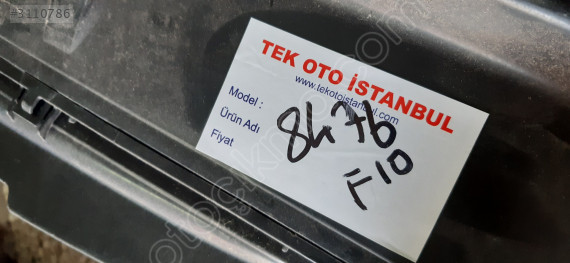 #3110786
TEK OTO İSTANBUL
www.tekotoistanbul.com
Model :
8476
Ürün Adı
F10
Fiyat